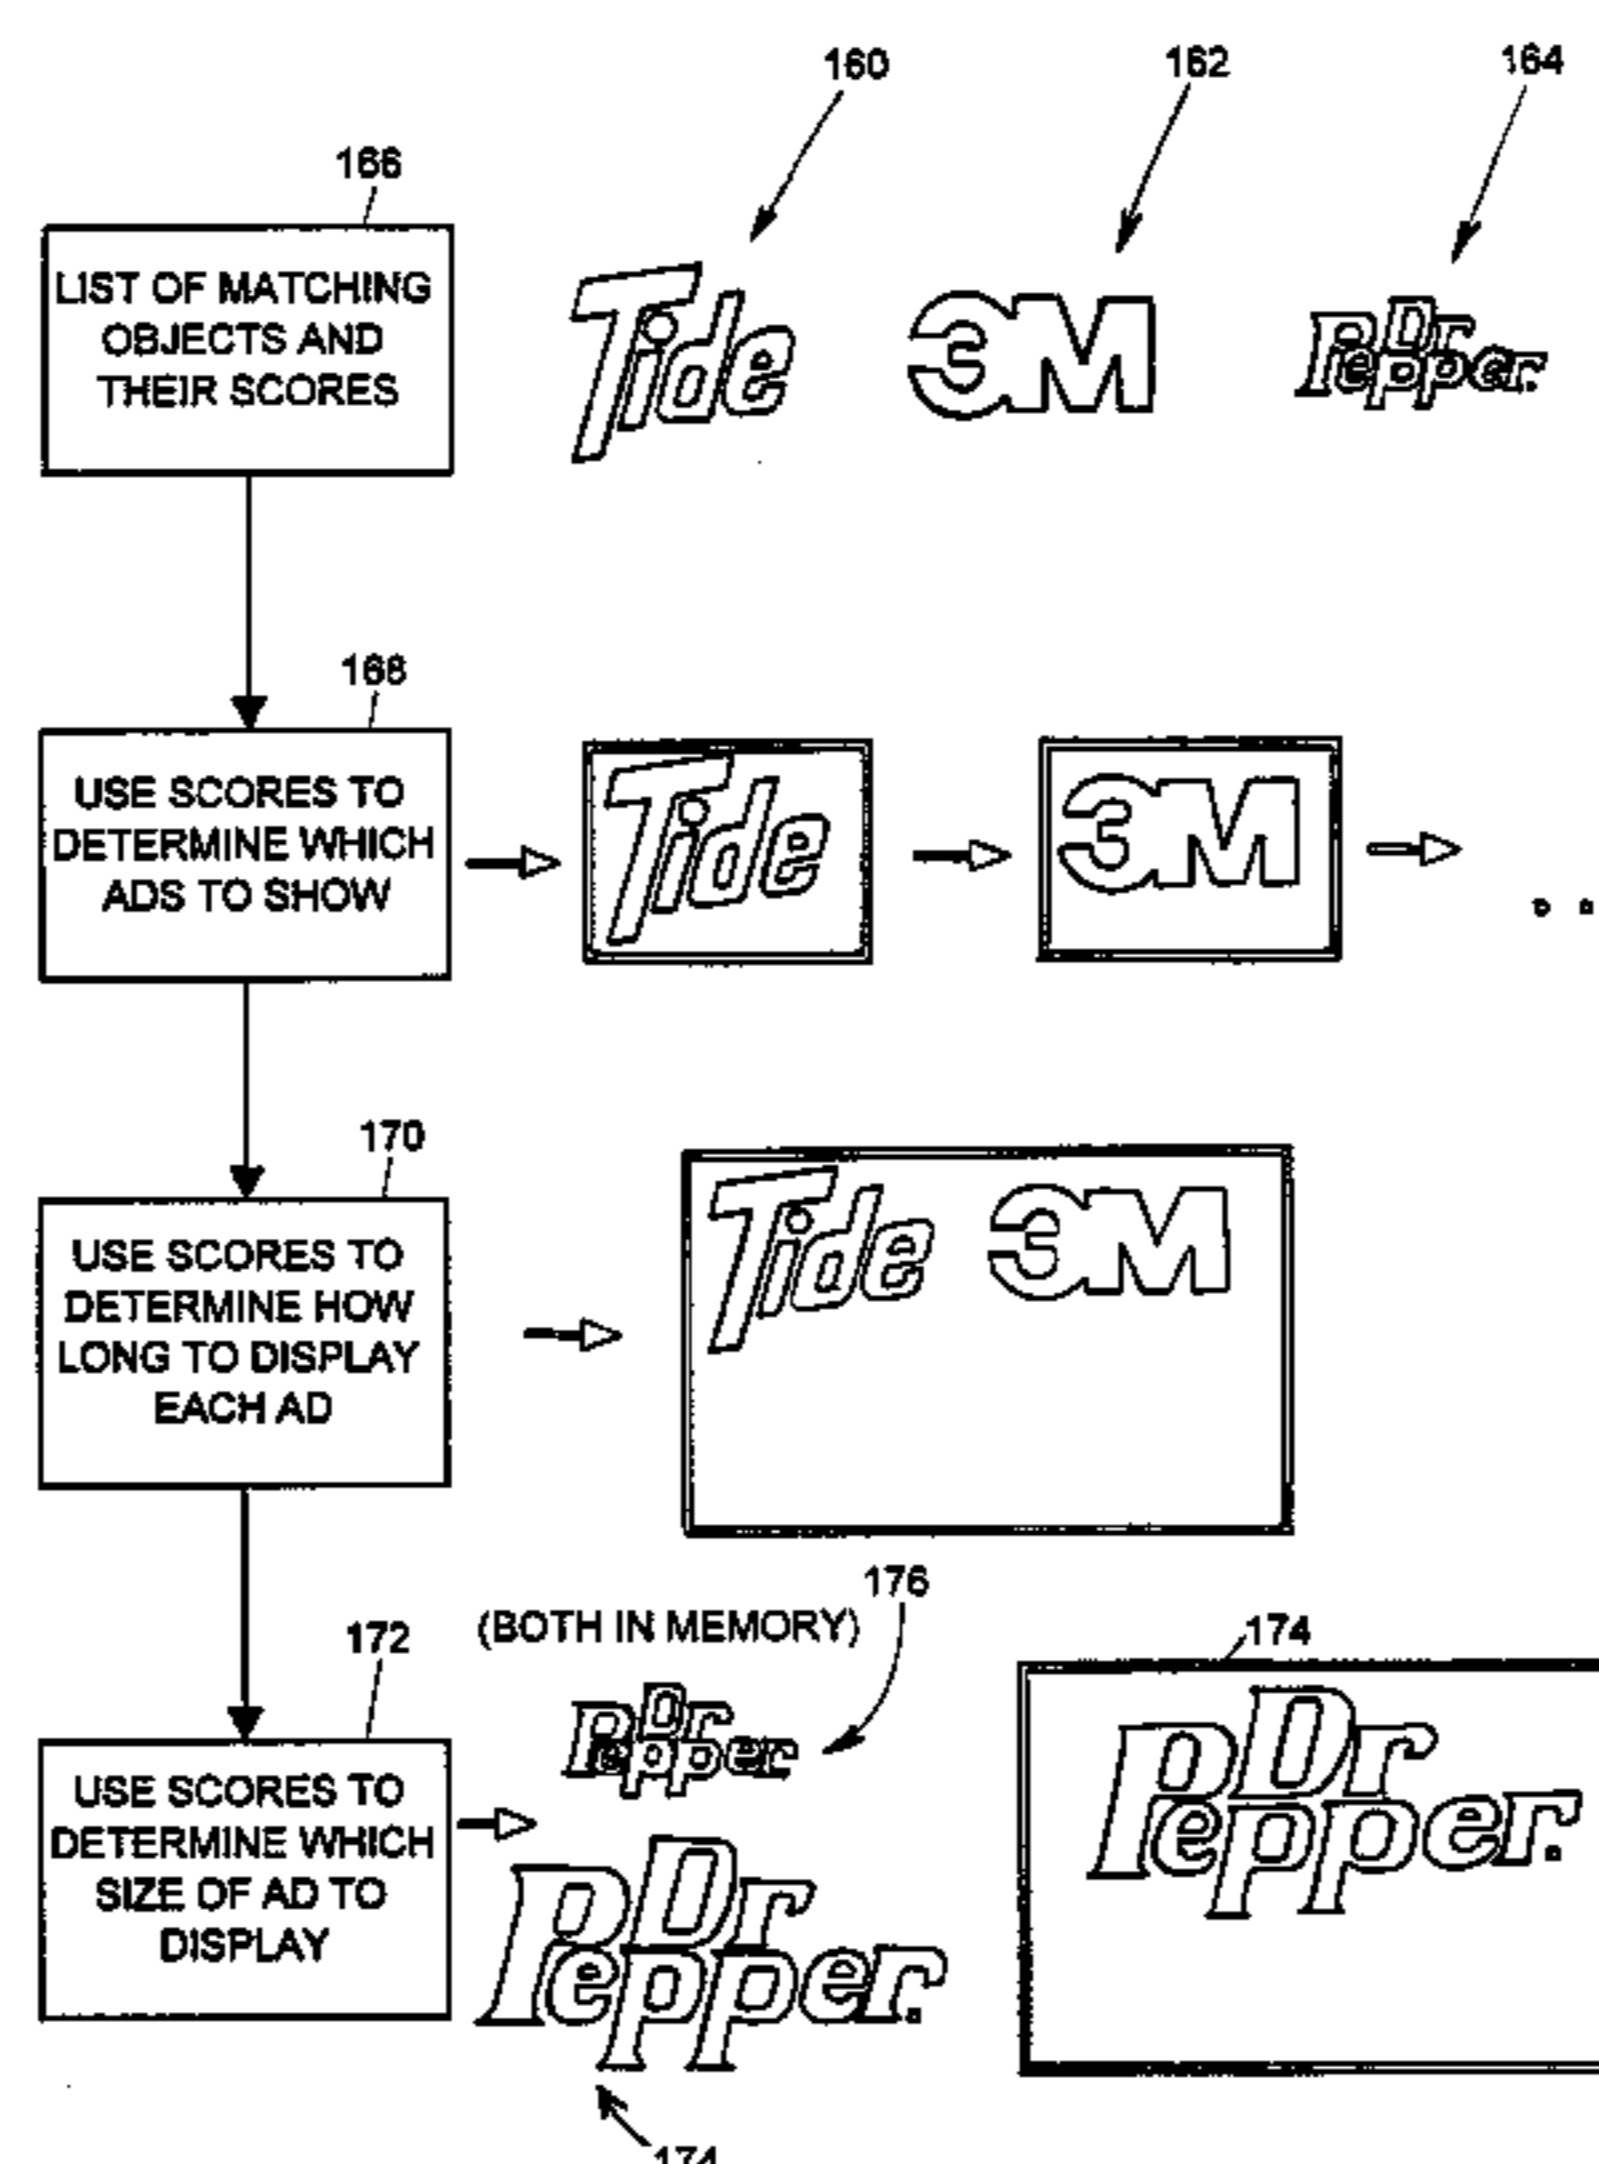 160
162
164
166
LIST OF MATCHING
OBJECTS AND
THEIR SCORES
Tide
3M
Dr
Pepper.
168
USE SCORES TO
DETERMINE WHICH
ADS TO SHOW
Tide
3M
170
USE SCORES TO
DETERMINE HOW
LONG TO DISPLAY
EACH AD
Tide
3M
176
(BOTH IN MEMORY)
172
174
USE SCORES TO
DETERMINE WHICH
SIZE OF AD TO
DISPLAY
Dr
Pepper.
Dr
Pepper.
Dr
Pepper.
174